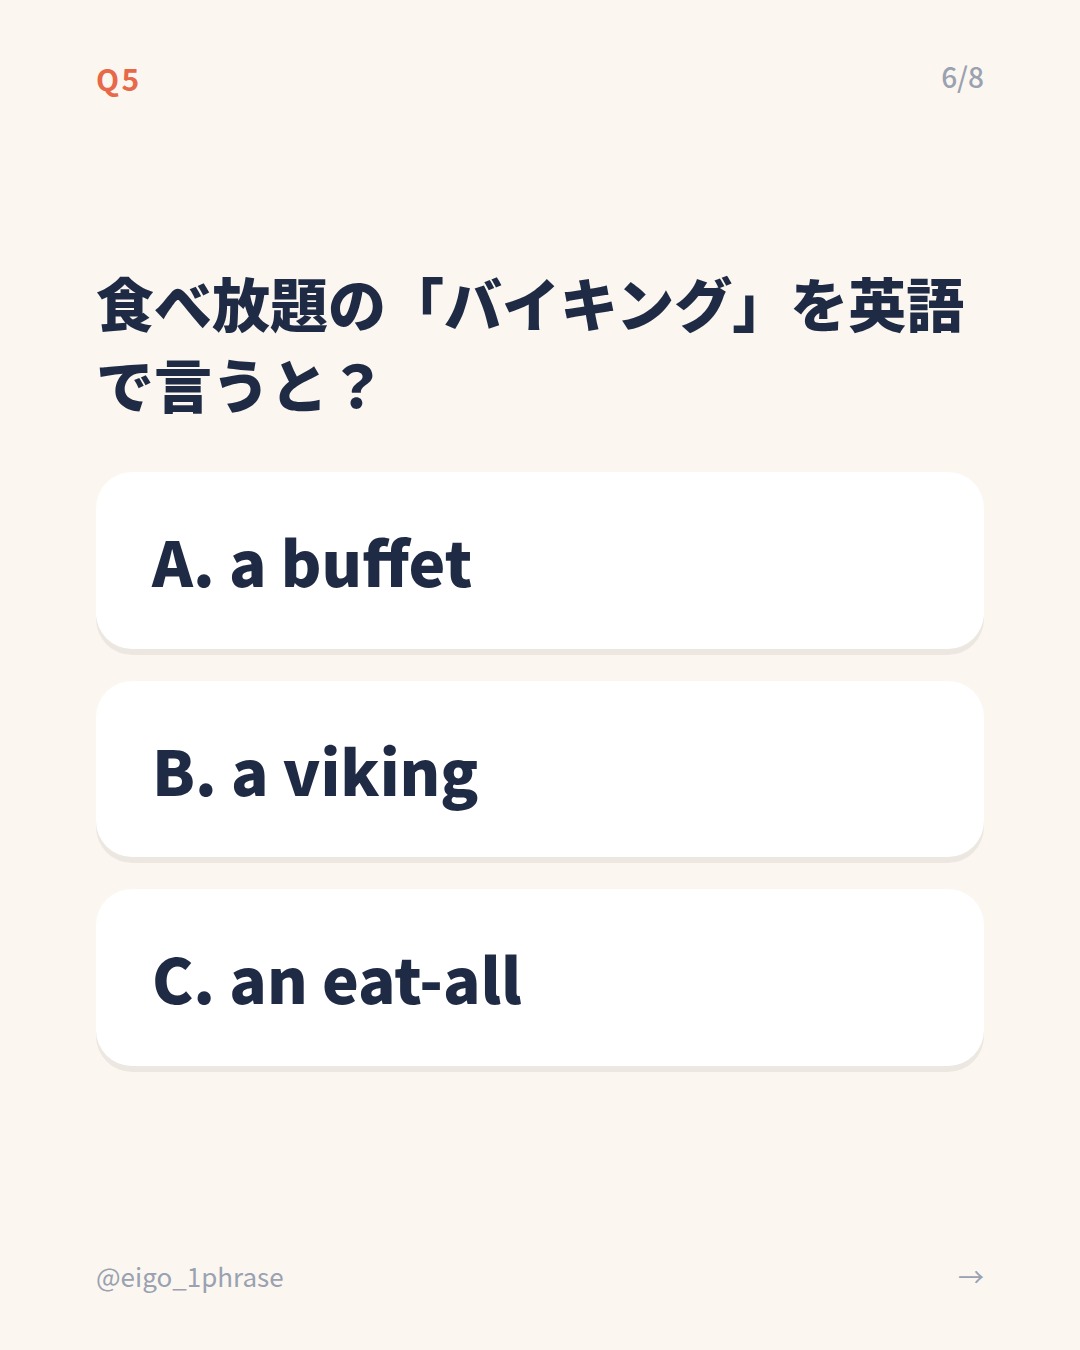 Q5
6/8
食べ放題の「バイキング」を英語
で言うと？
A. a buffet
B. a viking
C. an eat-all
@eigo_1phrase
→